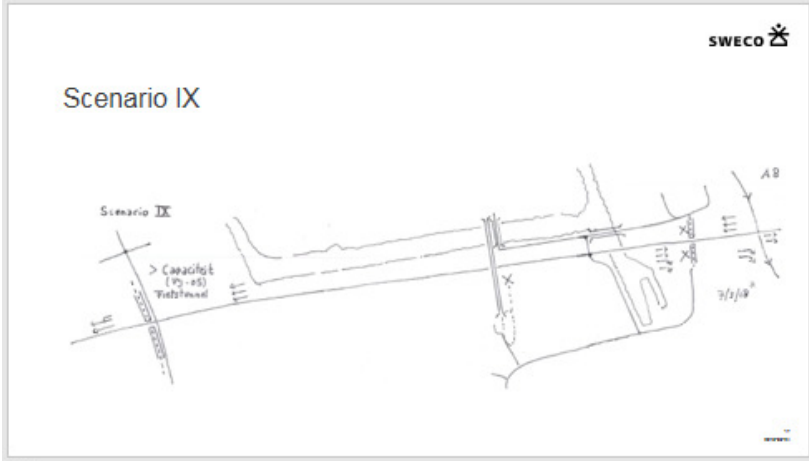 SWECO
Scenario IX
Scenario IX
A8
> Capaciteit
Fietstunnel